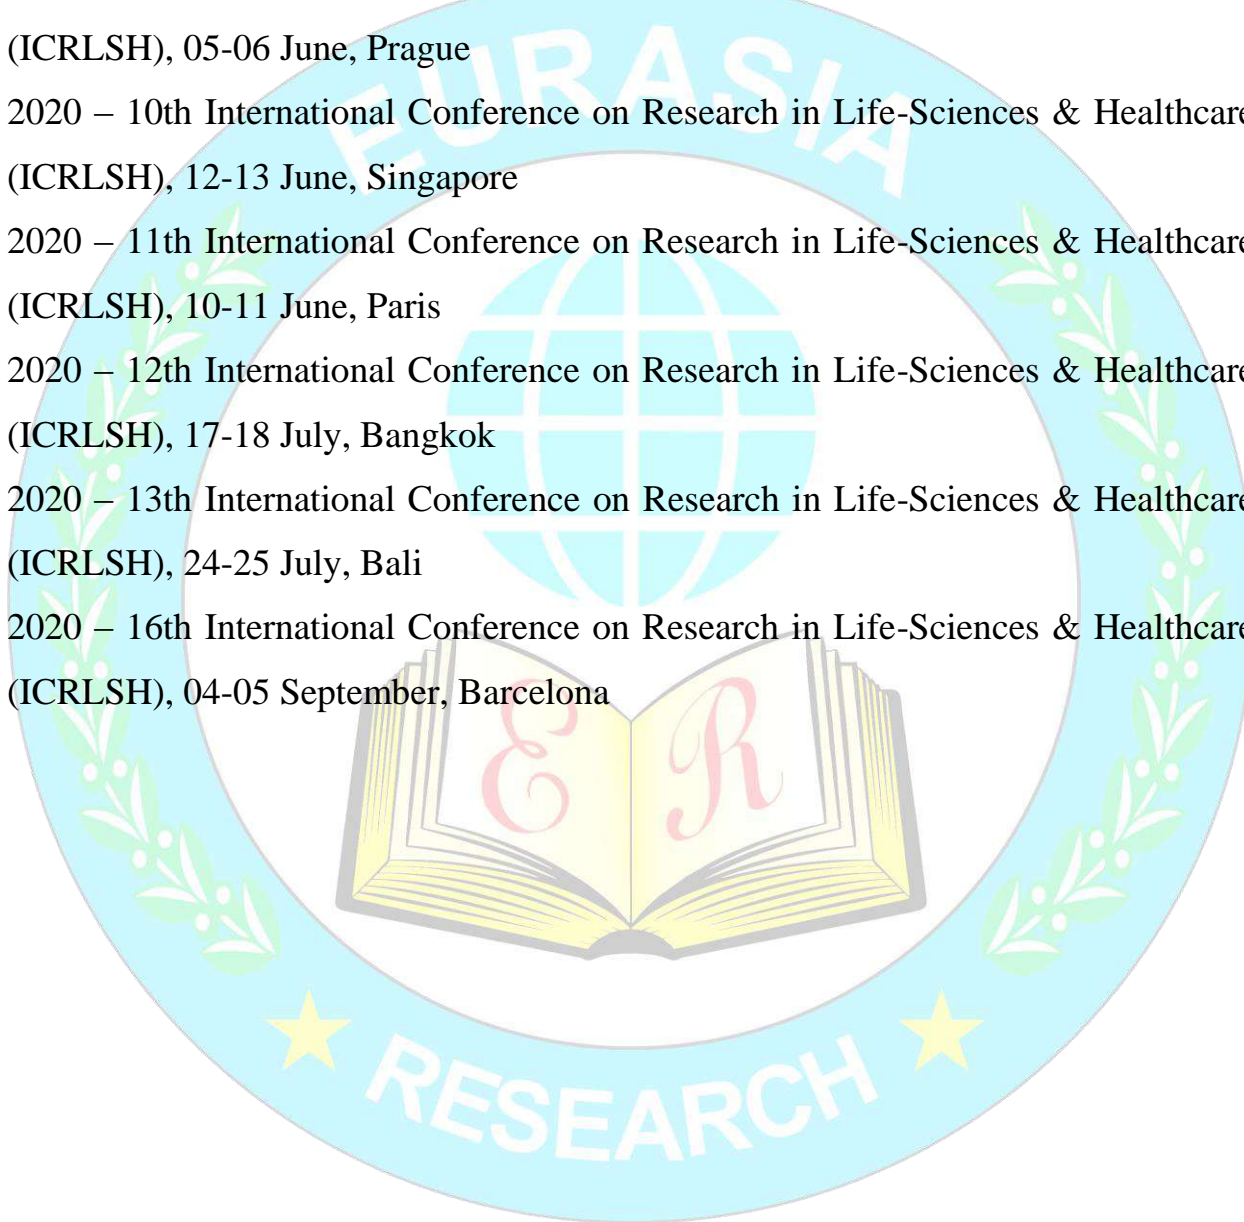 (ICRLSH), 05-06 June, Prague
2020 – 10th International Conference on Research in Life-Sciences & Healthcare
(ICRLSH), 12-13 June, Singapore
2020 – 11th International Conference on Research in Life-Sciences & Healthcare
(ICRLSH), 10-11 June, Paris
2020 – 12th International Conference on Research in Life-Sciences & Healthcare
(ICRLSH), 17-18 July, Bangkok
2020 – 13th International Conference on Research in Life-Sciences & Healthcare
(ICRLSH), 24-25 July, Bali
2020 – 16th International Conference on Research in Life-Sciences & Healthcare
(ICRLSH), 04-05 September, Barcelona
EURASIA
E R
RESEARCH